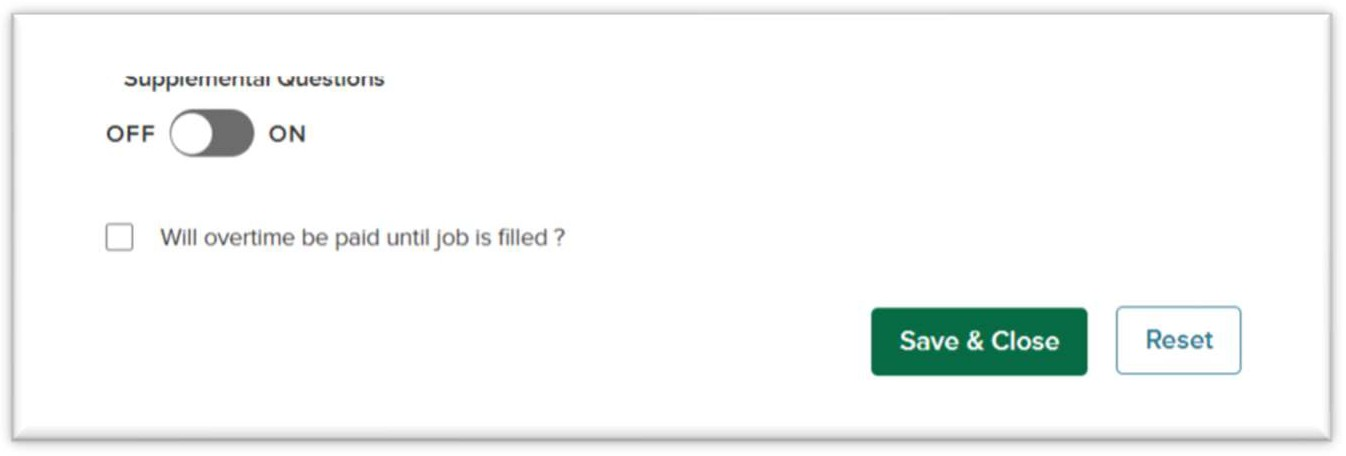 Supplemental Questions
OFF ON
Will overtime be paid until job is filled ?
Save & Close Reset